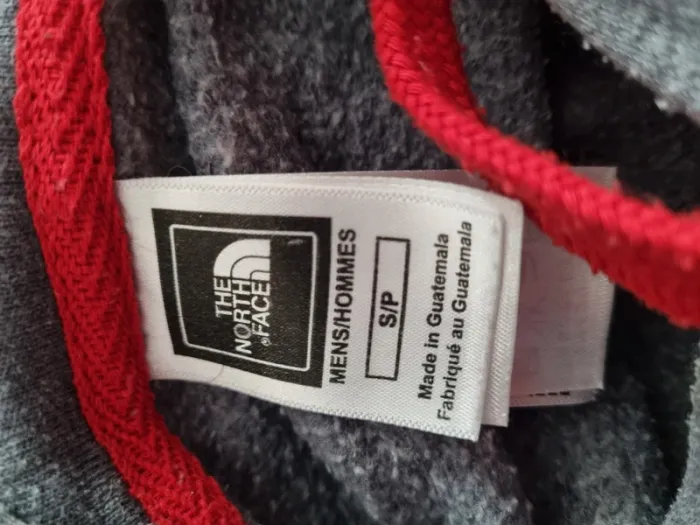 THE
NORTH
FACE®
MENS/HOMMES
S/P
Made in Guatemala
Fabriqué au Guatemala